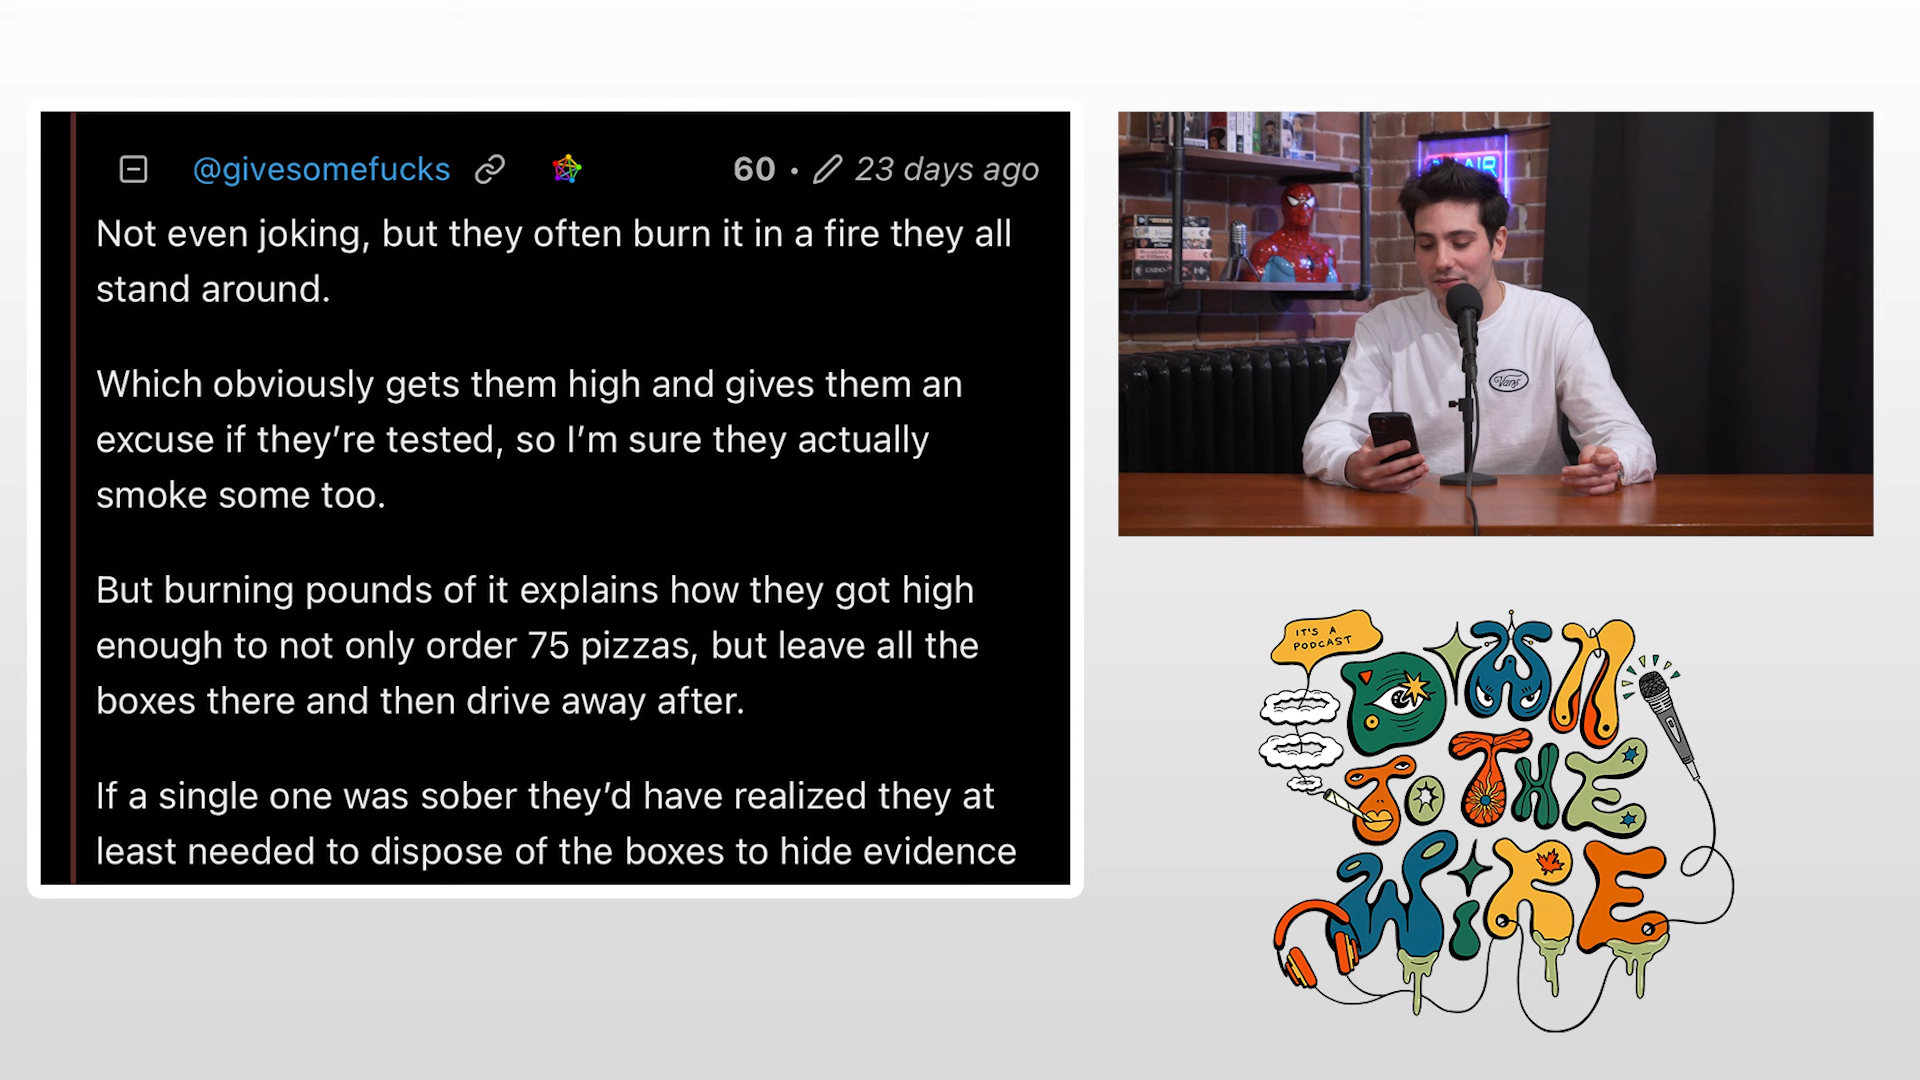 @givesomefucks
60 • 23 days ago
Not even joking, but they often burn it in a fire they all
stand around.
Which obviously gets them high and gives them an
excuse if they’re tested, so I’m sure they actually
smoke some too.
But burning pounds of it explains how they got high
enough to not only order 75 pizzas, but leave all the
boxes there and then drive away after.
If a single one was sober they’d have realized they at
least needed to dispose of the boxes to hide evidence
AIR
Vans
CASINO
IT'S A
PODCAST
DOWN
TO THE
WIRE